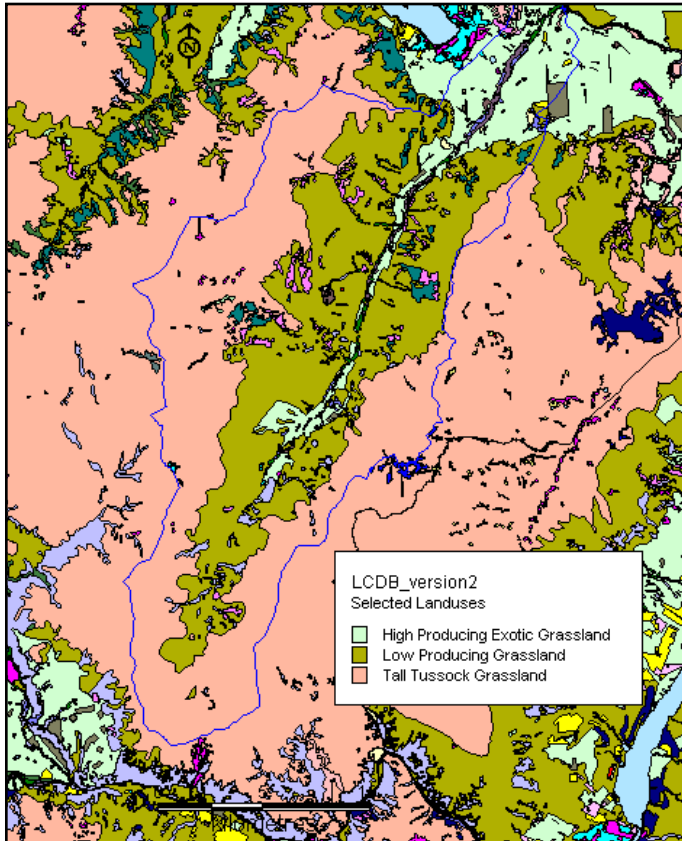 N
LCDB_version2
Selected Landuses
High Producing Exotic Grassland
Low Producing Grassland
Tall Tussock Grassland